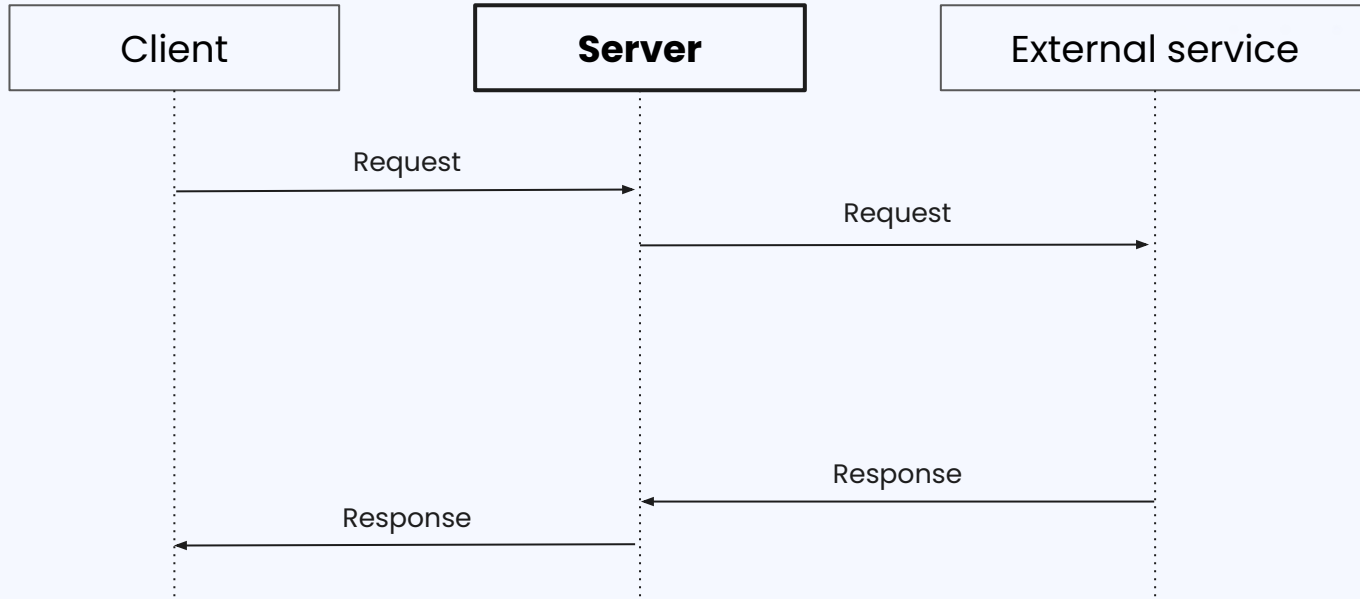 Client
Server
External service
Request
Request
Response
Response